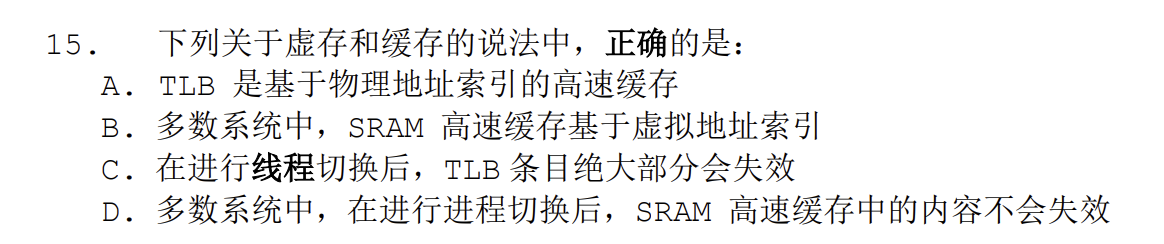 15. 下列关于虚存和缓存的说法中，正确的是：
A. TLB 是基于物理地址索引的高速缓存
B. 多数系统中，SRAM 高速缓存基于虚拟地址索引
C. 在进行线程切换后，TLB 条目绝大部分会失效
D. 多数系统中，在进行进程切换后，SRAM 高速缓存中的内容不会失效